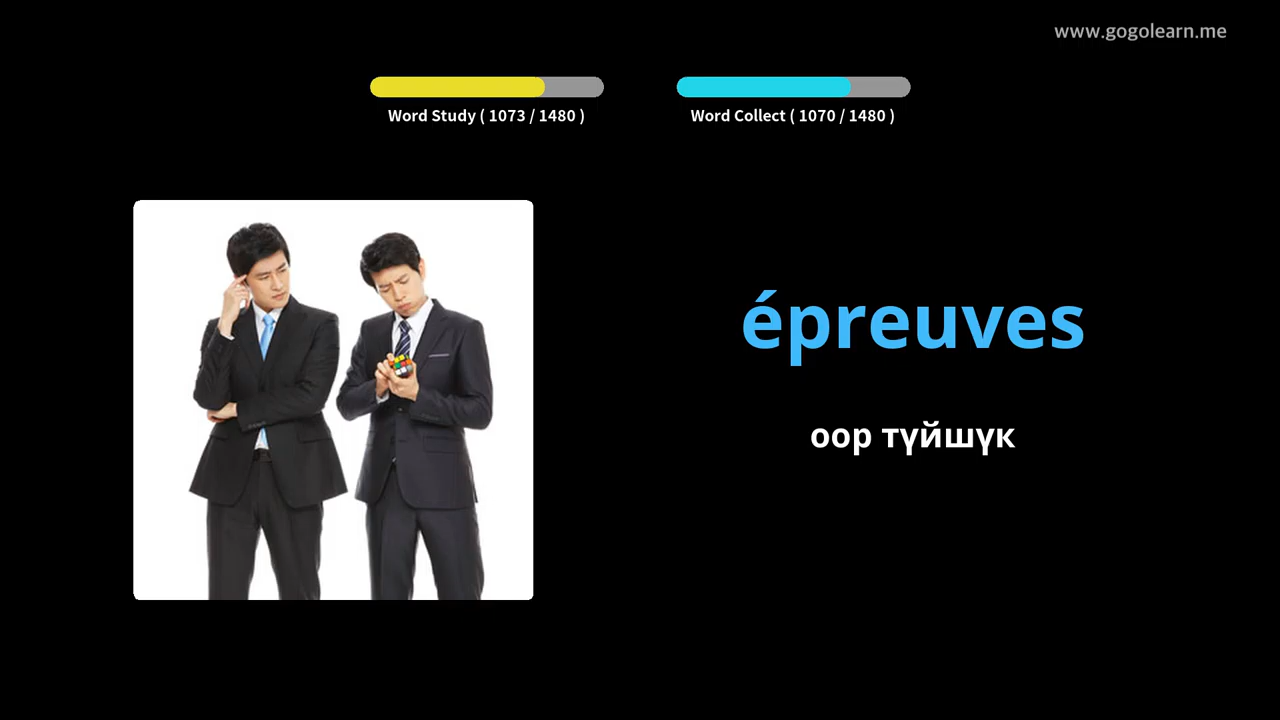 www.gogolearn.me
Word Study ( 1073 / 1480 )
Word Collect ( 1070 / 1480 )
épreuves
оор түйшүк